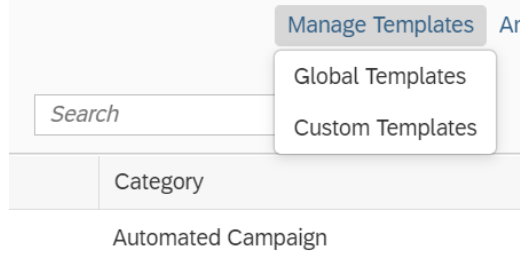 Manage Templates
Global Templates
Custom Templates
Search
Category
Automated Campaign